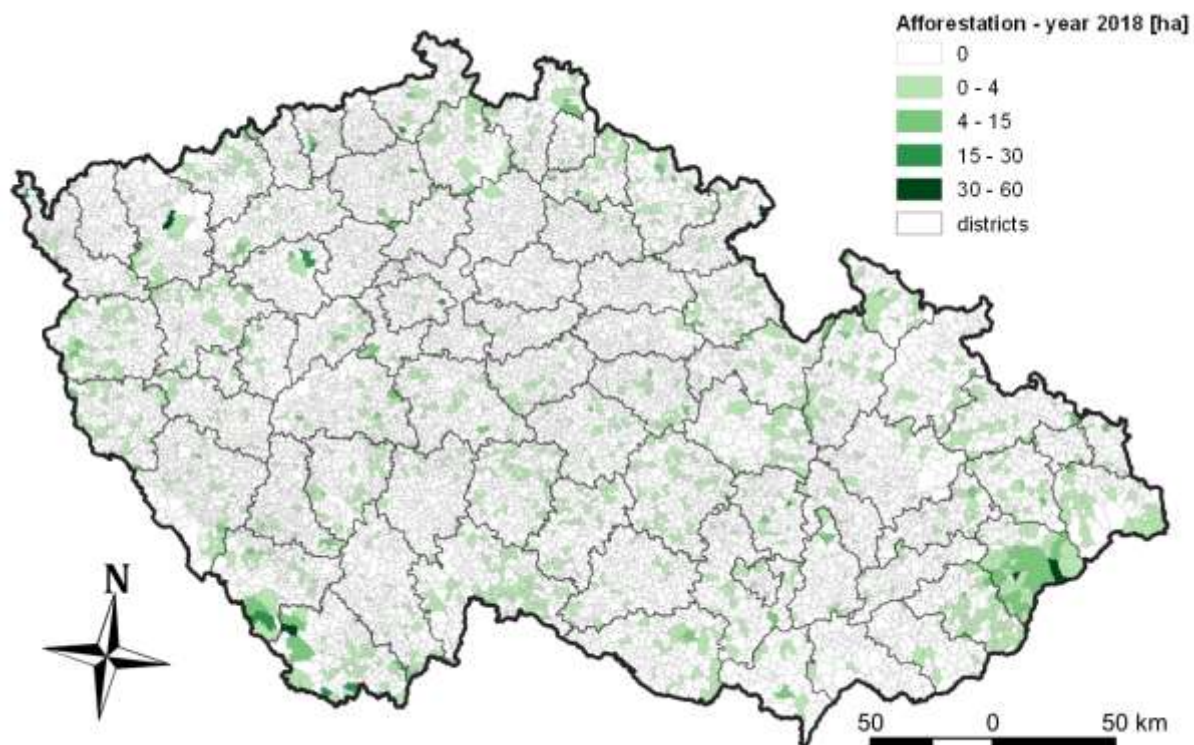 Afforestation - year 2018 [ha]
0
0 - 4
4 - 15
15 - 30
30 - 60
districts
N
50 0 50 km